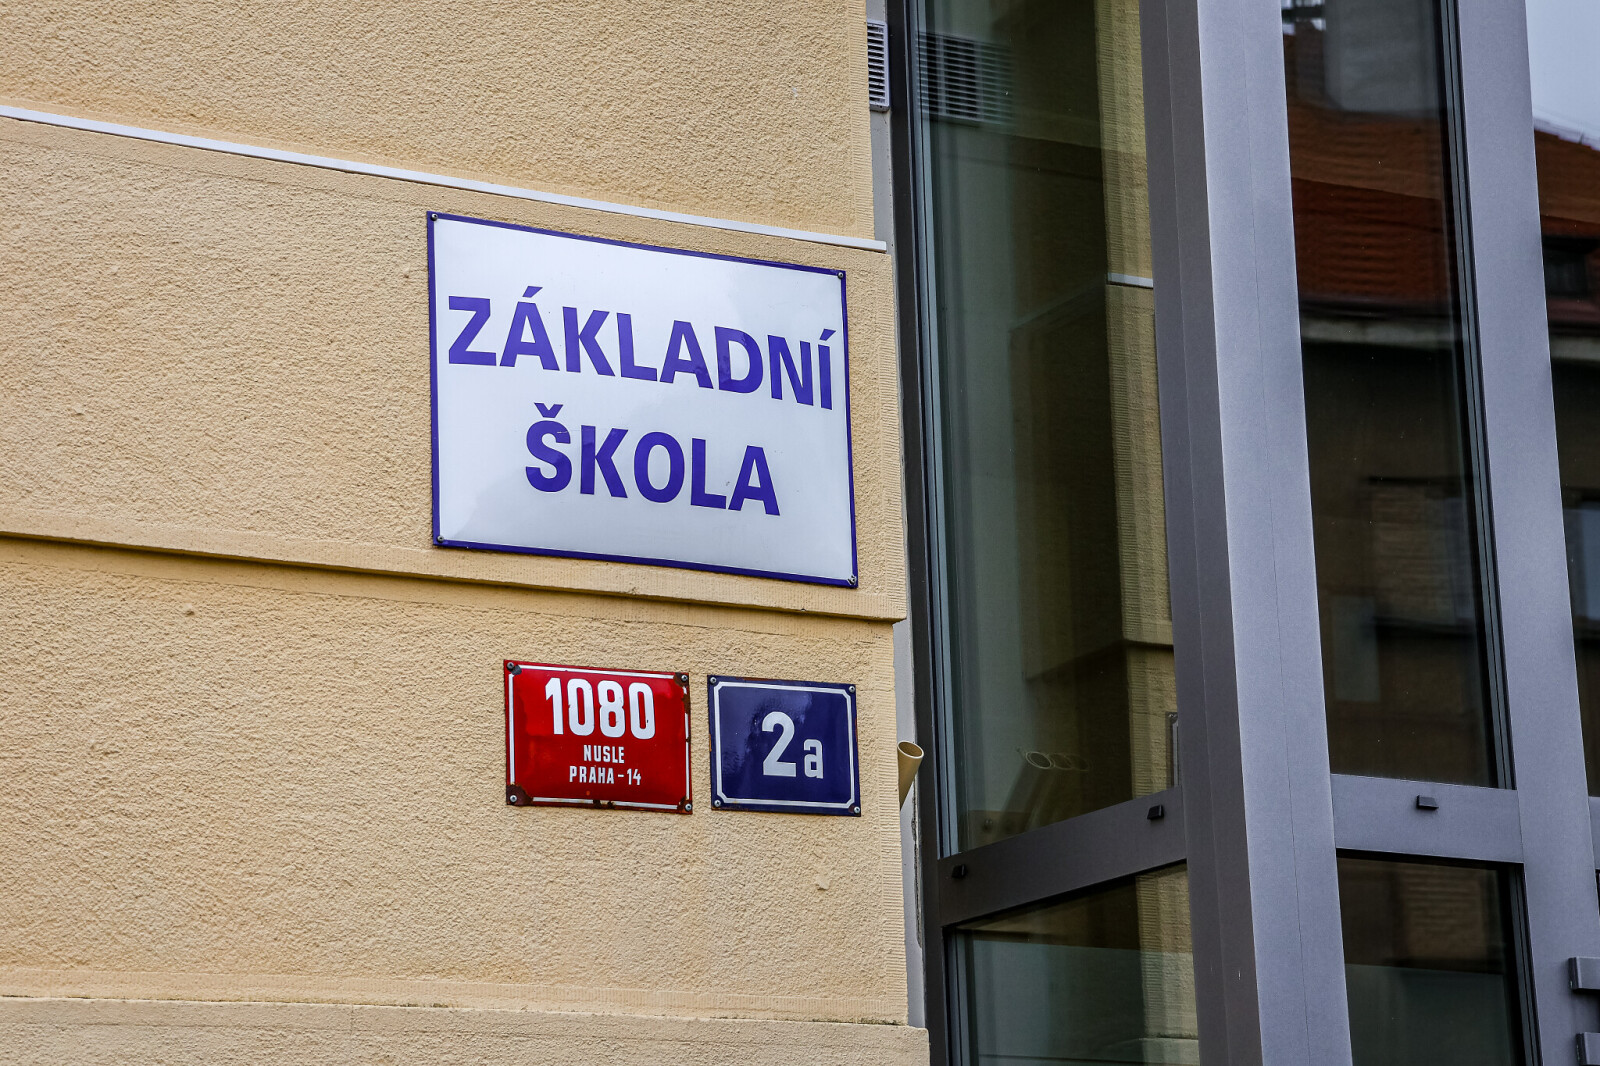 ZÁKLADNÍ
ŠKOLA
1080
NUSLE
PRAHA-14
2a